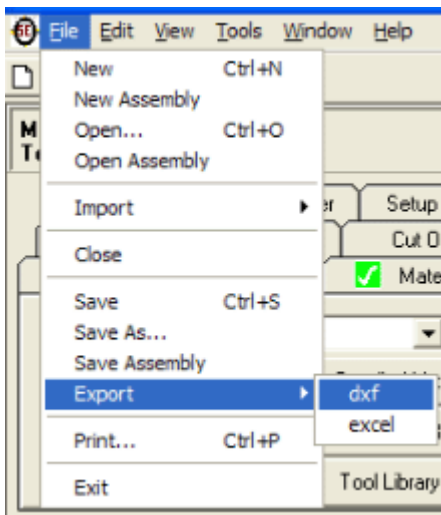 File Edit View Tools Window Help
New Ctrl+N
New Assembly
Open... Ctrl+O
Open Assembly
Import
Setup
Cut O
Close
Mate
Save Ctrl+S
Save As...
Save Assembly
Export
dxf
excel
Print... Ctrl+P
Exit
Tool Library